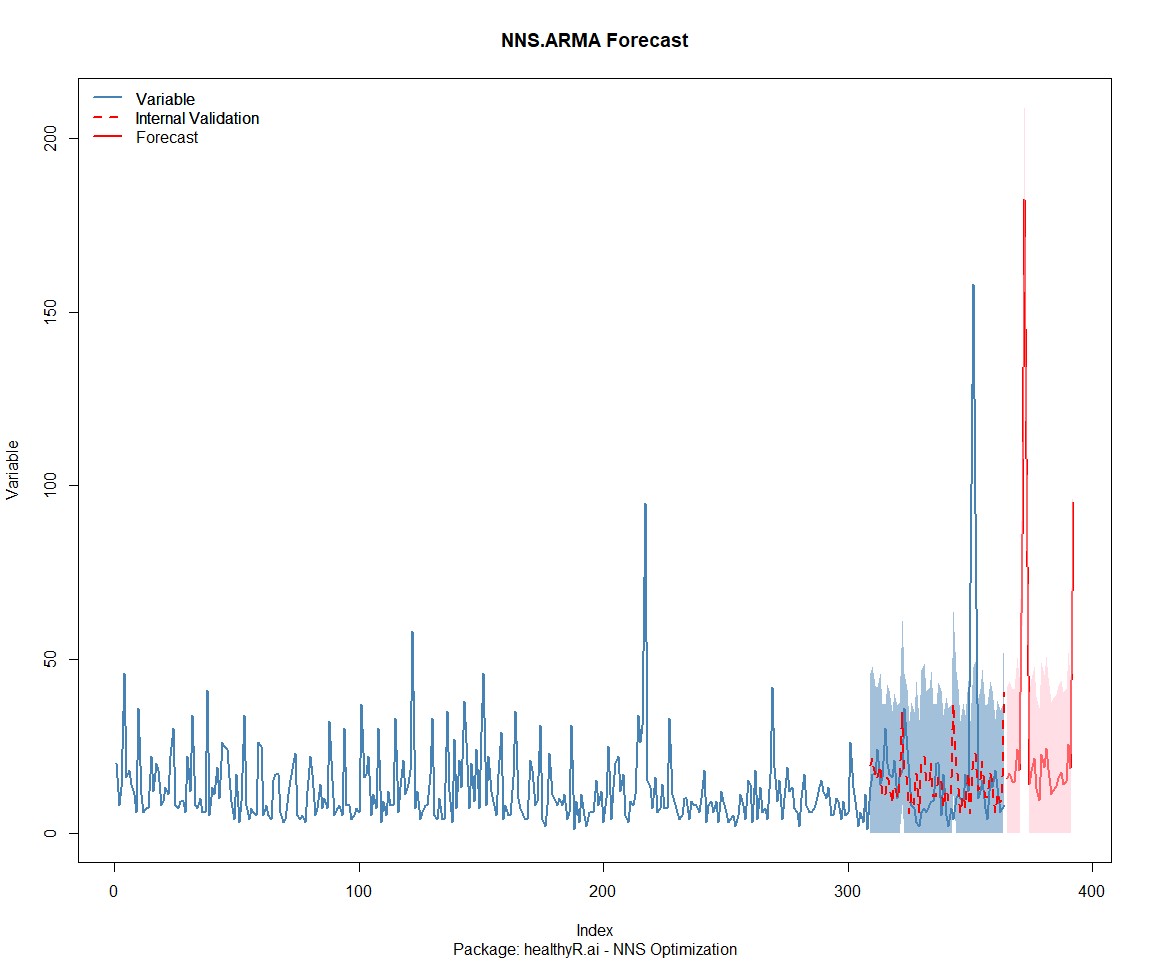 NNS.ARMA Forecast
Variable
Internal Validation
Forecast
200
150
100
50
0
Variable
0 100 200 300 400
Index
Package: healthyR.ai - NNS Optimization